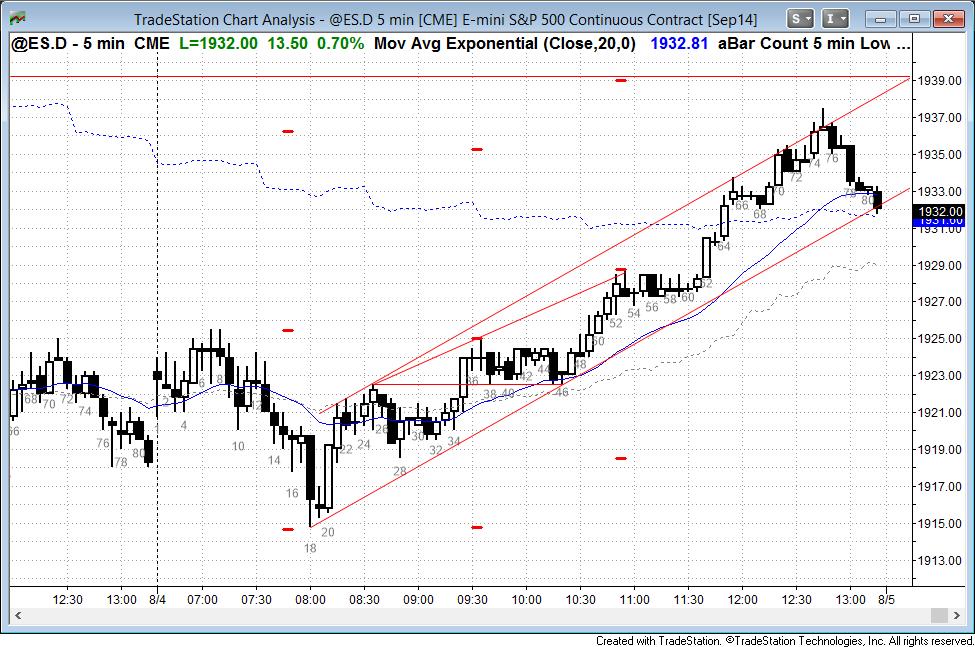 TradeStation Chart Analysis - @ES.D 5 min [CME] E-mini S&P 500 Continuous Contract [Sep14]
S I
@ES.D - 5 min CME L=1932.00 13.50 0.70% Mov Avg Exponential (Close,20,0) 1932.81 aBar Count 5 min Low ...
1939.00
1937.00
1935.00
1933.00
1932.00
1931.60
1931.00
1929.00
1927.00
1925.00
1923.00
1921.00
1919.00
1917.00
1915.00
1913.00
66 68 70 72 74 76 78 80
4 6 8 10 12 14 16 18 20
22 24 26 28 30 32 34 36 38 40
42 44 46 48 50 52 54 56 58 60
52 64 66 68 70 72 74 76 78 80
12:30 13:00 8/4 07:00 07:30 08:00 08:30 09:00 09:30 10:00 10:30 11:00 11:30 12:00 12:30 13:00 8/5
Created with TradeStation. ©TradeStation Technologies, Inc. All rights reserved.